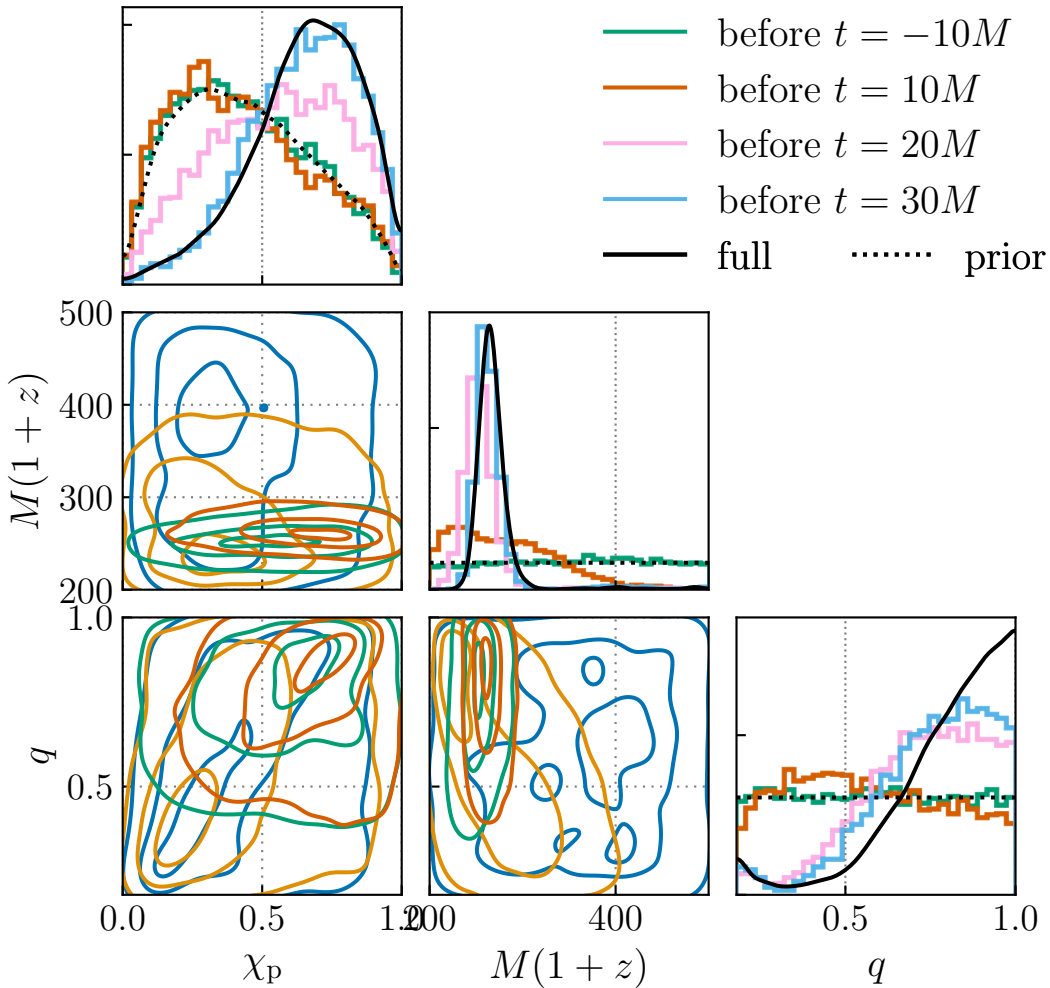 before t = −10M
before t = 10M
before t = 20M
before t = 30M
full prior
500
400
300
200
M(1 + z)
1.0
0.5
q
0.0 0.5 1.0
χp
200 400
M(1 + z)
0.5 1.0
q